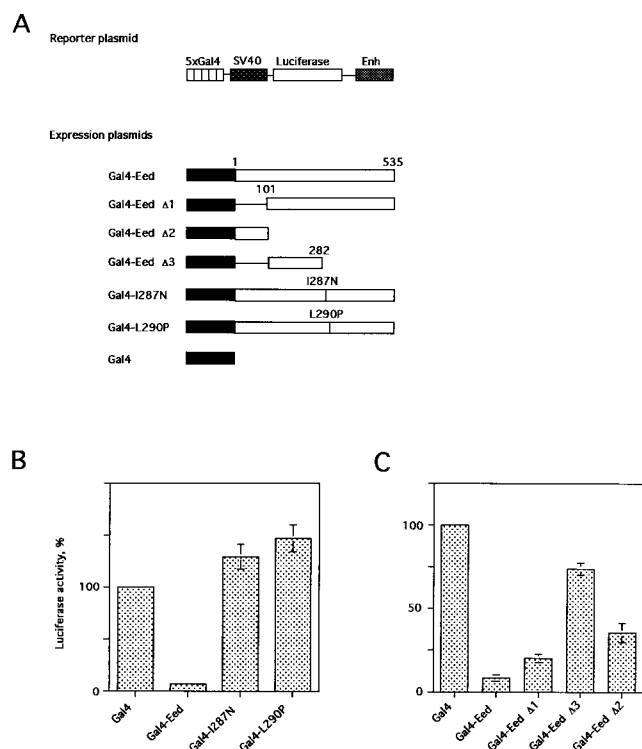 A
Reporter plasmid
5xGal4 SV40 Luciferase Enh
Expression plasmids
1 535
Gal4-Eed
101
Gal4-Eed Δ1
Gal4-Eed Δ2
282
Gal4-Eed Δ3
I287N
Gal4-I287N
L290P
Gal4-L290P
Gal4
B
Luciferase activity, %
100
0
Gal4 Gal4-Eed Gal4-I287N Gal4-L290P
C
100
75
50
25
0
Gal4 Gal4-Eed Gal4-Eed Δ1 Gal4-Eed Δ3 Gal4-Eed Δ2